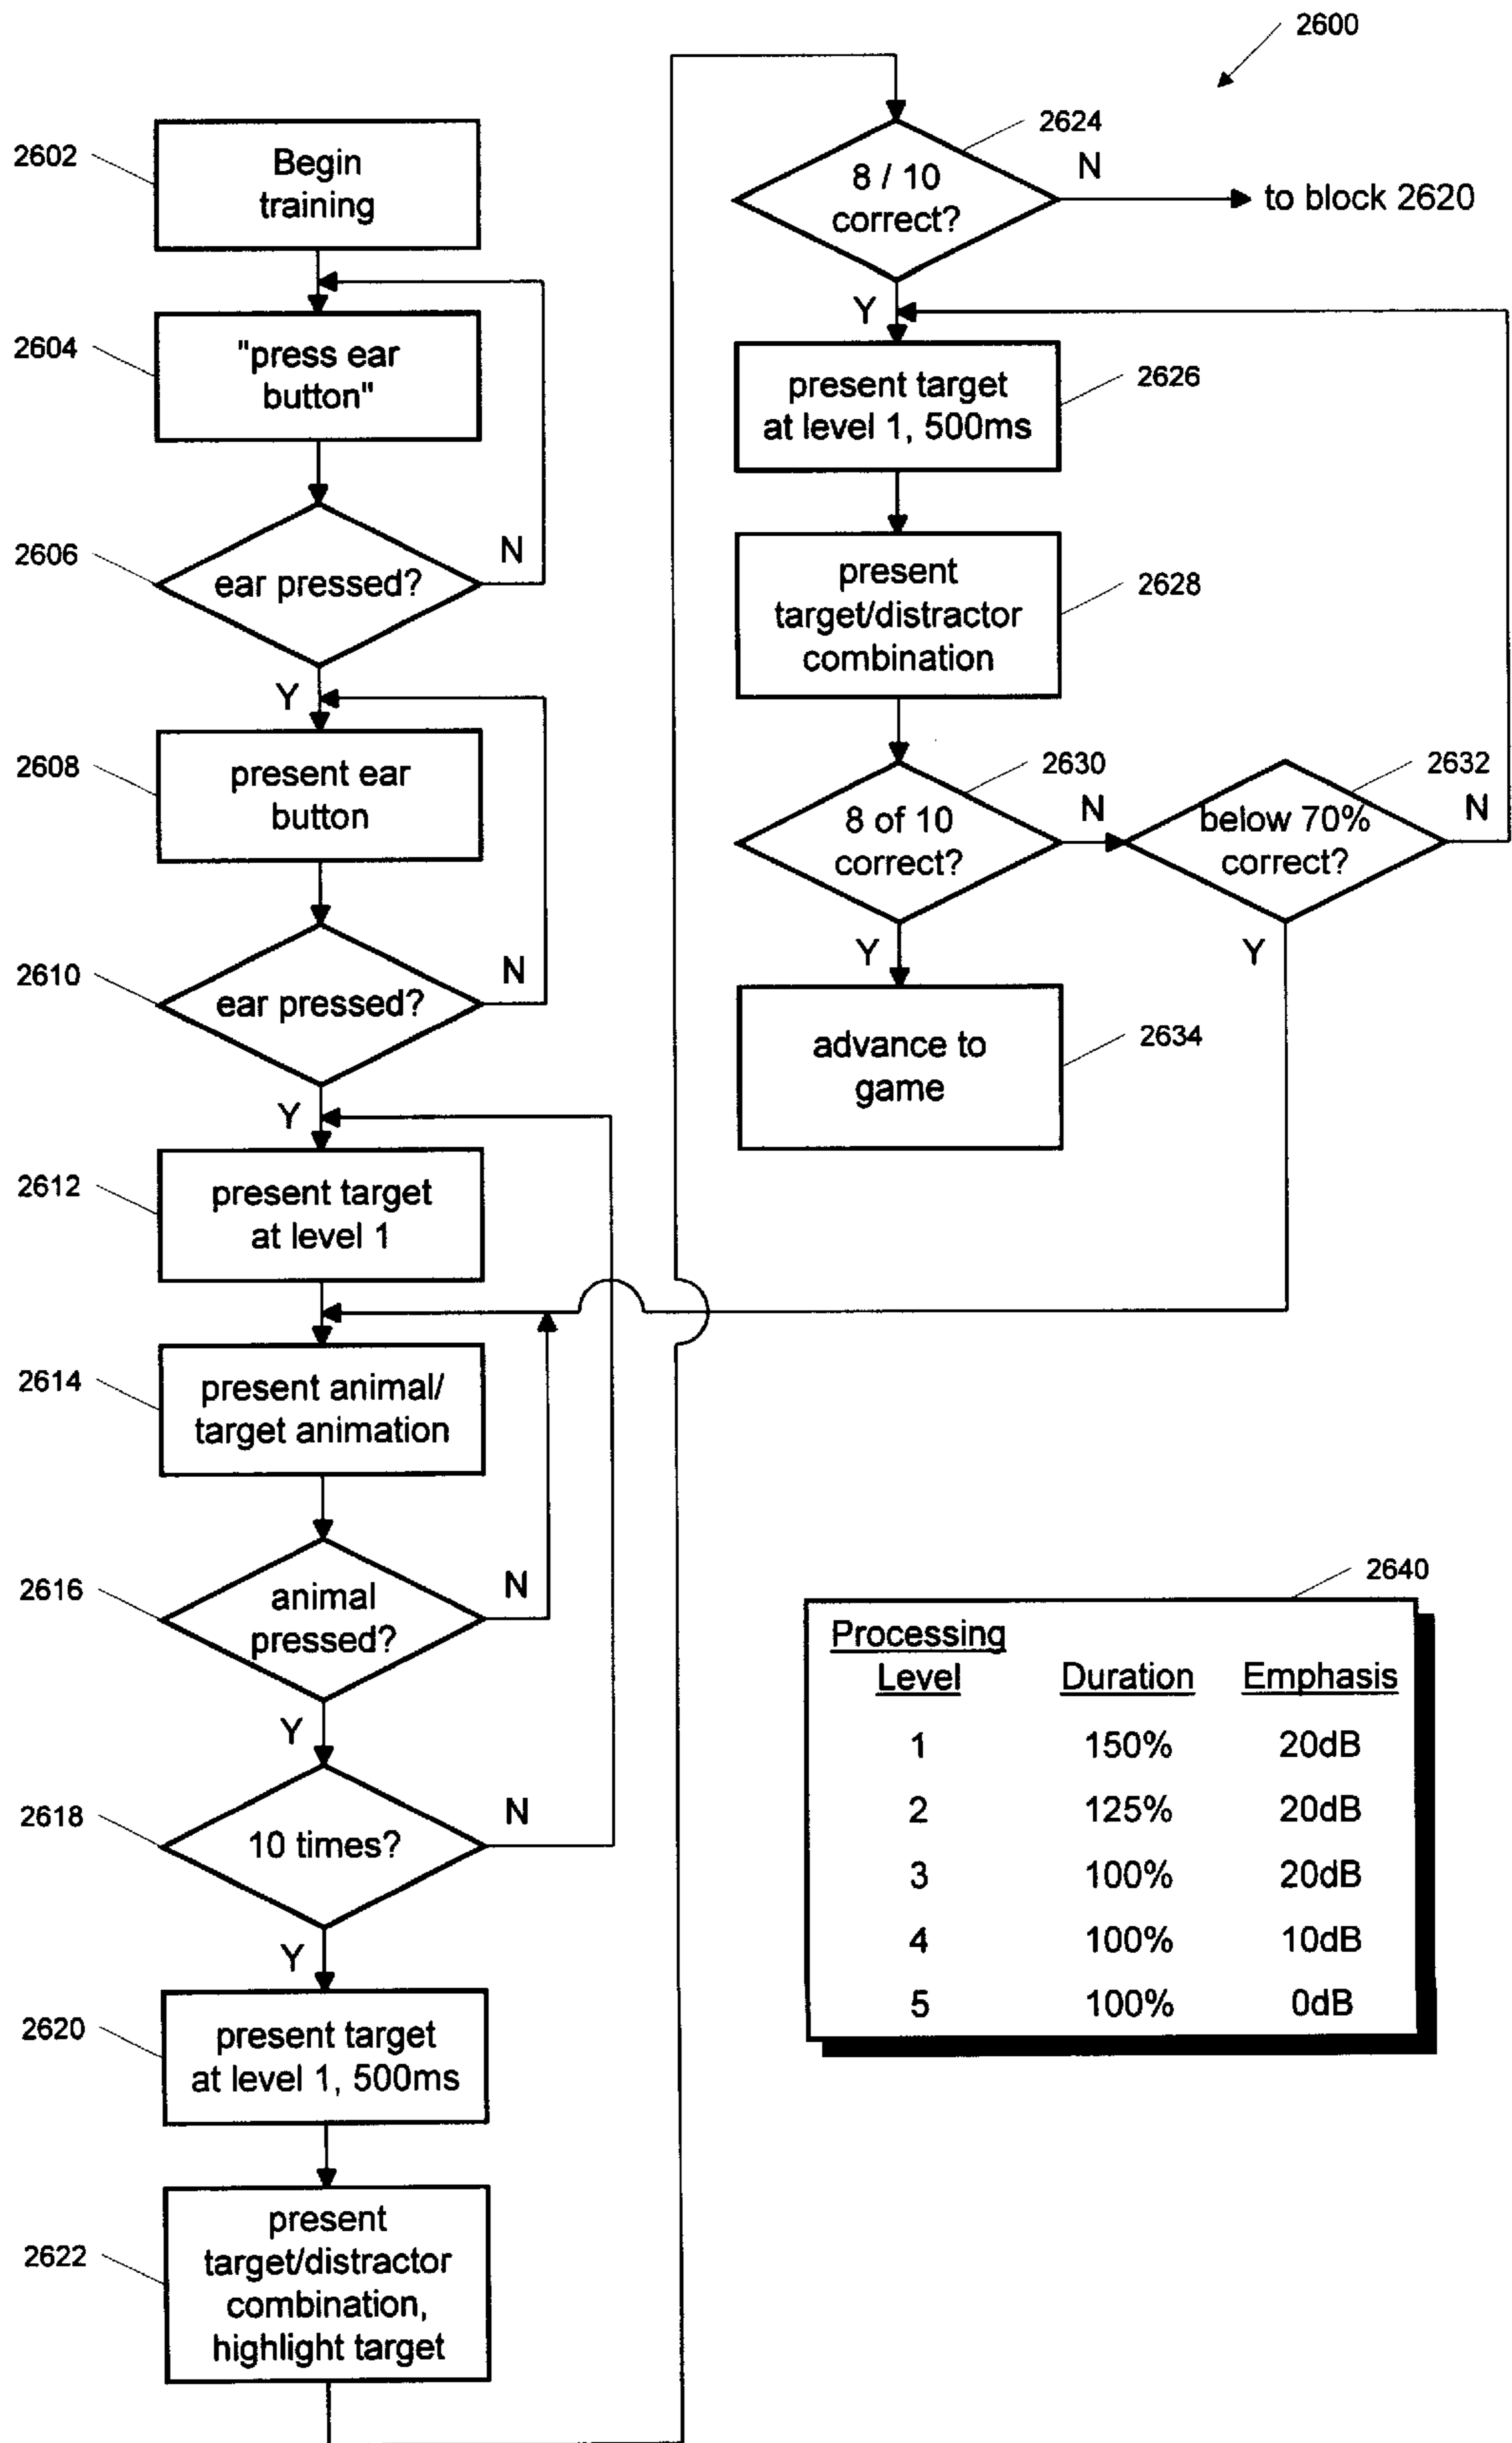 2600
2602
Begin
training
2604
"press ear
button"
2606
ear pressed?
N
Y
2608
present ear
button
2610
ear pressed?
N
Y
2612
present target
at level 1
2614
present animal/
target animation
2616
animal
pressed?
N
Y
2618
10 times?
N
Y
2620
present target
at level 1, 500ms
2622
present
target/distractor
combination,
highlight target
2624
8 / 10
correct?
N
to block 2620
Y
2626
present target
at level 1, 500ms
2628
present
target/distractor
combination
2630
8 of 10
correct?
N
2632
below 70%
correct?
N
Y
Y
2634
advance to
game
2640
Processing
Level Duration Emphasis
1 150% 20dB
2 125% 20dB
3 100% 20dB
4 100% 10dB
5 100% 0dB